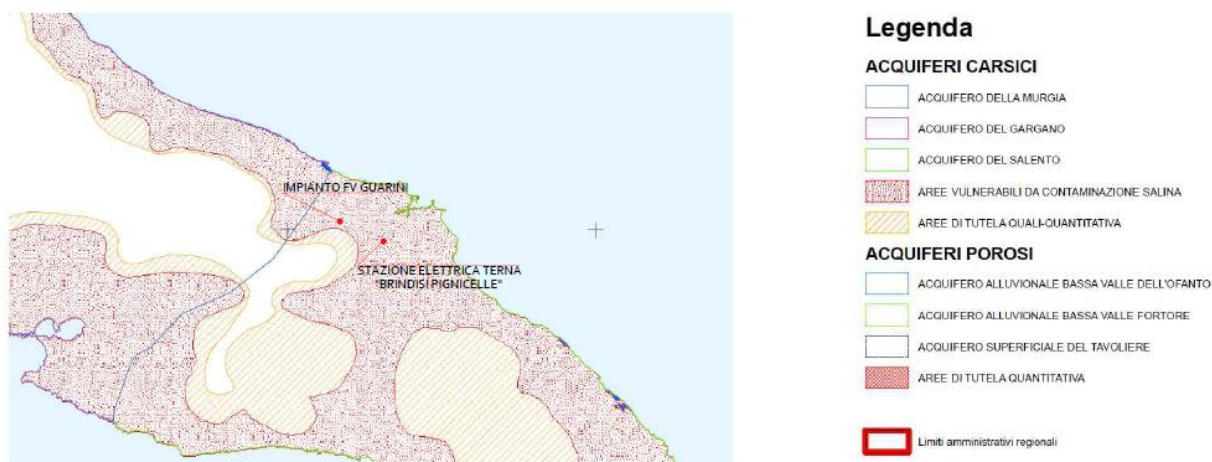 IMPIANTO FV GUARINI
STAZIONE ELETTRICA TERNA
"BRINDISI PIGNICELLE"
Legenda
ACQUIFERI CARSICI
ACQUIFERO DELLA MURGIA
ACQUIFERO DEL GARGANO
ACQUIFERO DEL SALENTO
AREE VULNERABILI DA CONTAMINAZIONE SALINA
AREE DI TUTELA QUALI-QUANTITATIVA
ACQUIFERI POROSI
ACQUIFERO ALLUVIONALE BASSA VALLE DELL'OFANTO
ACQUIFERO ALLUVIONALE BASSA VALLE FORTORE
ACQUIFERO SUPERFICIALE DEL TAVOLIERE
AREE DI TUTELA QUANTITATIVA
Limiti amministrativi regionali